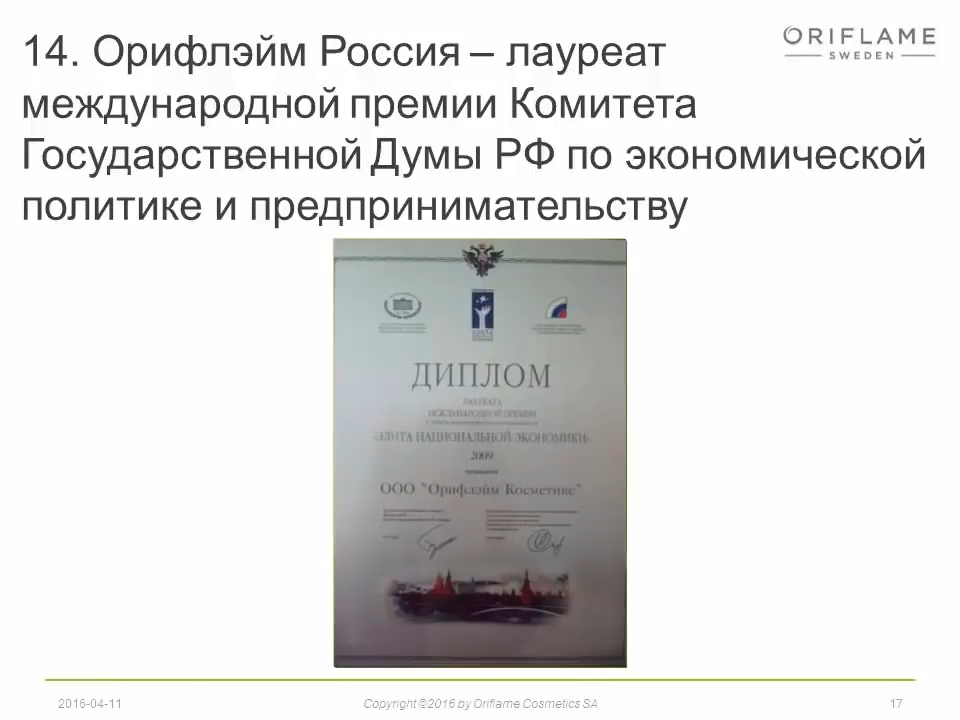 14. Орифлэйм Россия – лауреат
международной премии Комитета
Государственной Думы РФ по экономической
политике и предпринимательству
ORIFLAME
SWEDEN
ДИПЛОМ
ЛАУРЕАТА
МЕЖДУНАРОДНОЙ ПРЕМИИ
«ЭЛИТА НАЦИОНАЛЬНОЙ ЭКОНОМИКИ»
2009
ООО "Орифлэйм Косметикс"
2016-04-11
Copyright ©2016 by Oriflame Cosmetics SA
17